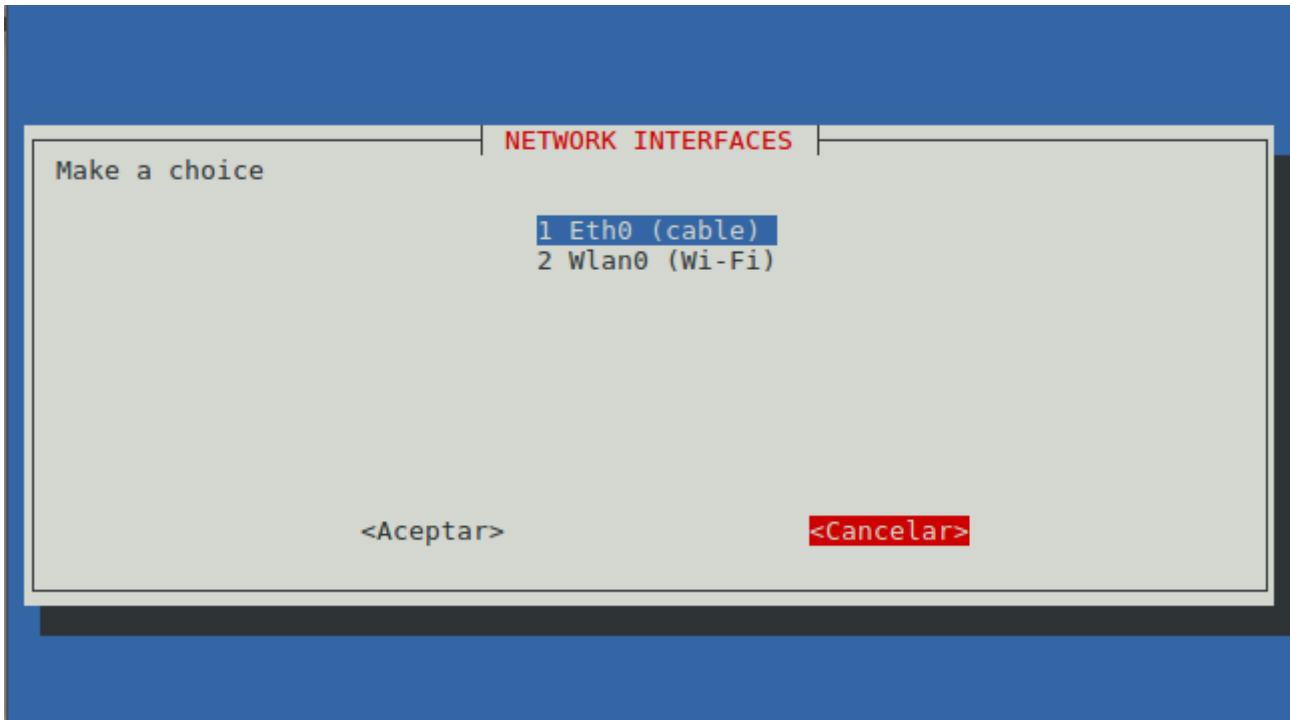 NETWORK INTERFACES
Make a choice
1 Eth0 (cable)
2 Wlan0 (Wi-Fi)
<Aceptar> <Cancelar>